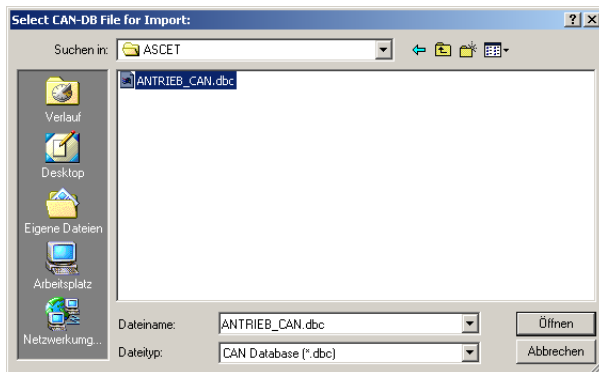 Select CAN-DB File for Import:
Suchen in:
ASCET
ANTRIEB_CAN.dbc
Verlauf
Desktop
Eigene Dateien
Arbeitsplatz
Netzwerkumg...
Dateiname:
ANTRIEB_CAN.dbc
Öffnen
Dateityp:
CAN Database (*.dbc)
Abbrechen